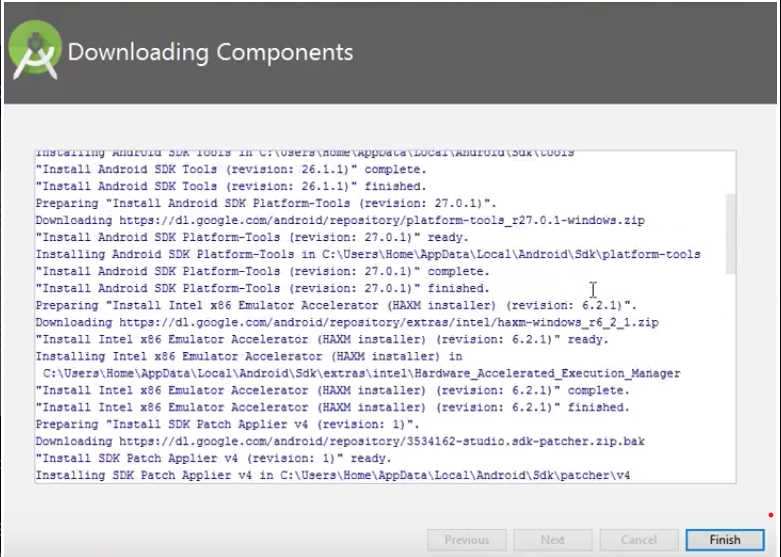 Downloading Components
Installing Android SDK Tools in C:\Users\Home\AppData\Local\Android\Sdk\tools
"Install Android SDK Tools (revision: 26.1.1)" complete.
"Install Android SDK Tools (revision: 26.1.1)" finished.
Preparing "Install Android SDK Platform-Tools (revision: 27.0.1)".
Downloading https://dl.google.com/android/repository/platform-tools_r27.0.1-windows.zip
"Install Android SDK Platform-Tools (revision: 27.0.1)" ready.
Installing Android SDK Platform-Tools in C:\Users\Home\AppData\Local\Android\Sdk\platform-tools
"Install Android SDK Platform-Tools (revision: 27.0.1)" complete.
"Install Android SDK Platform-Tools (revision: 27.0.1)" finished.
Preparing "Install Intel x86 Emulator Accelerator (HAXM installer) (revision: 6.2.1)".
Downloading https://dl.google.com/android/repository/extras/intel/haxm-windows_r6_2_1.zip
"Install Intel x86 Emulator Accelerator (HAXM installer) (revision: 6.2.1)" ready.
Installing Intel x86 Emulator Accelerator (HAXM installer) in
C:\Users\Home\AppData\Local\Android\Sdk\extras\intel\Hardware_Accelerated_Execution_Manager
"Install Intel x86 Emulator Accelerator (HAXM installer) (revision: 6.2.1)" complete.
"Install Intel x86 Emulator Accelerator (HAXM installer) (revision: 6.2.1)" finished.
Preparing "Install SDK Patch Applier v4 (revision: 1)".
Downloading https://dl.google.com/android/repository/3534162-studio.sdk-patcher.zip.bak
"Install SDK Patch Applier v4 (revision: 1)" ready.
Installing SDK Patch Applier v4 in C:\Users\Home\AppData\Local\Android\Sdk\patcher\v4
Previous Next Cancel Finish